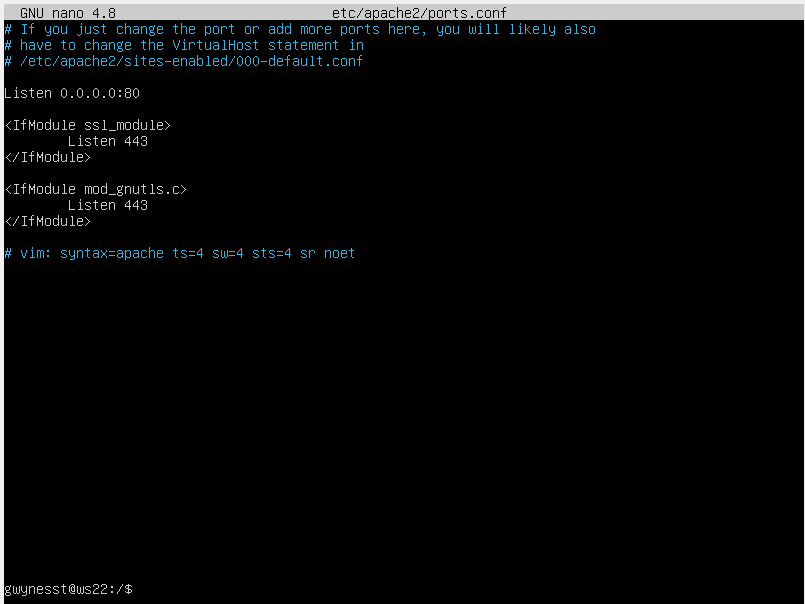 GNU nano 4.8 etc/apache2/ports.conf
# If you just change the port or add more ports here, you will likely also
# have to change the VirtualHost statement in
# /etc/apache2/sites-enabled/000-default.conf
Listen 0.0.0.0:80
<IfModule ssl_module>
Listen 443
</IfModule>
<IfModule mod_gnutls.c>
Listen 443
</IfModule>
# vim: syntax=apache ts=4 sw=4 sts=4 sr noet
gwynesst@ws22:/$